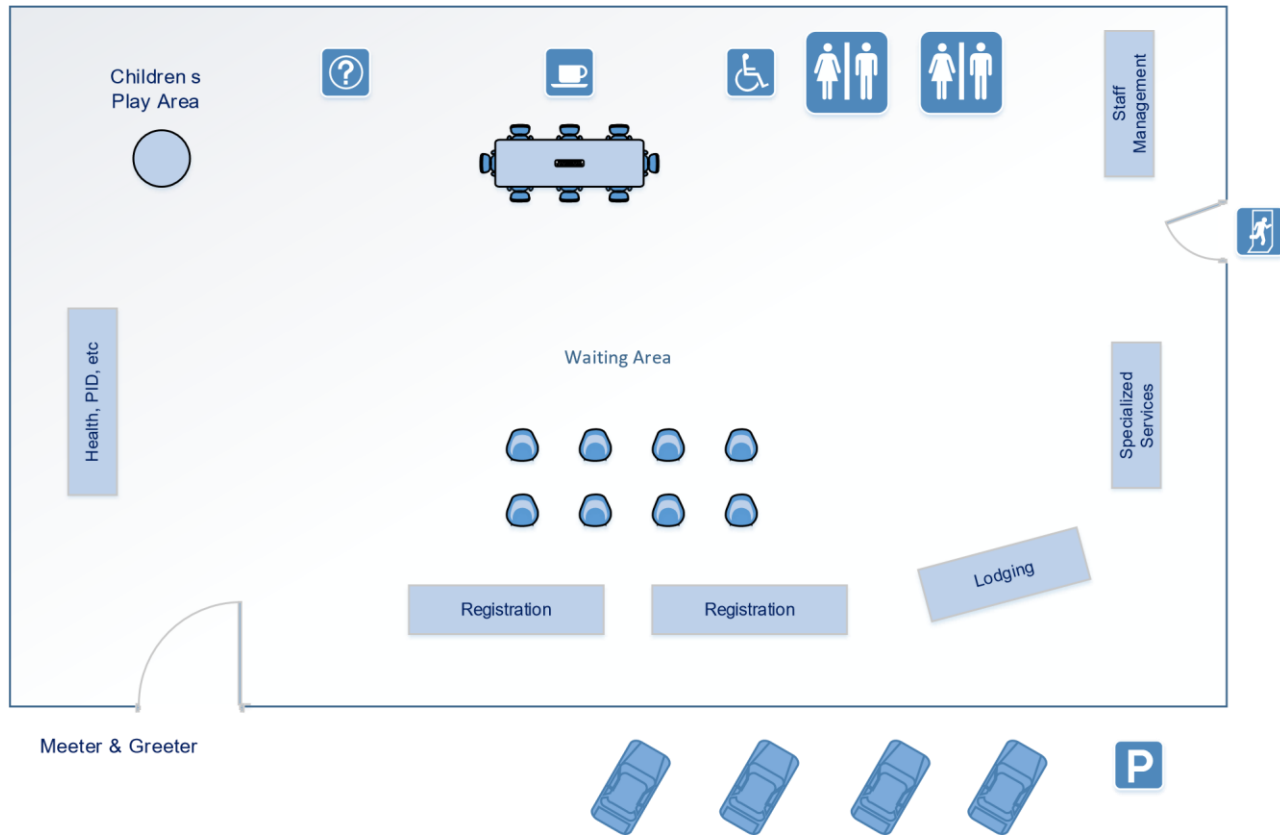 Children s
Play Area
?
Staff
Management
Health, PID, etc
Waiting Area
Specialized
Services
Lodging
Registration
Registration
Meeter & Greeter
P